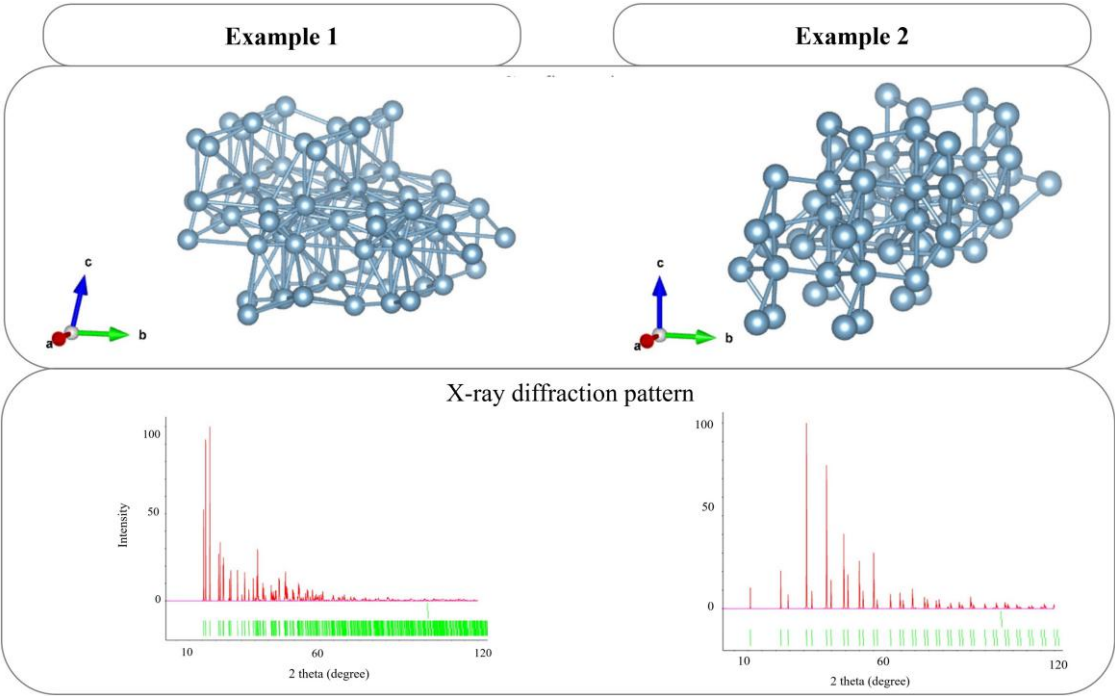 Example 1
Example 2
c
b
a
c
b
a
X-ray diffraction pattern
100
50
0
Intensity
10
60
120
2 theta (degree)
100
50
0
10
60
120
2 theta (degree)